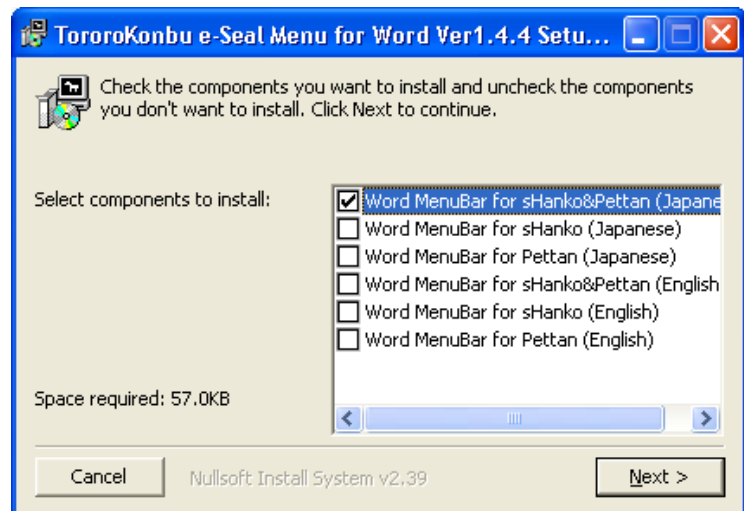 TororoKonbu e-Seal Menu for Word Ver1.4.4 Setu...
Check the components you want to install and uncheck the components
you don't want to install. Click Next to continue.
Select components to install:
Word MenuBar for sHanko&Pettan (Japane
Word MenuBar for sHanko (Japanese)
Word MenuBar for Pettan (Japanese)
Word MenuBar for sHanko&Pettan (English
Word MenuBar for sHanko (English)
Word MenuBar for Pettan (English)
Space required: 57.0KB
Cancel
Nullsoft Install System v2.39
Next >